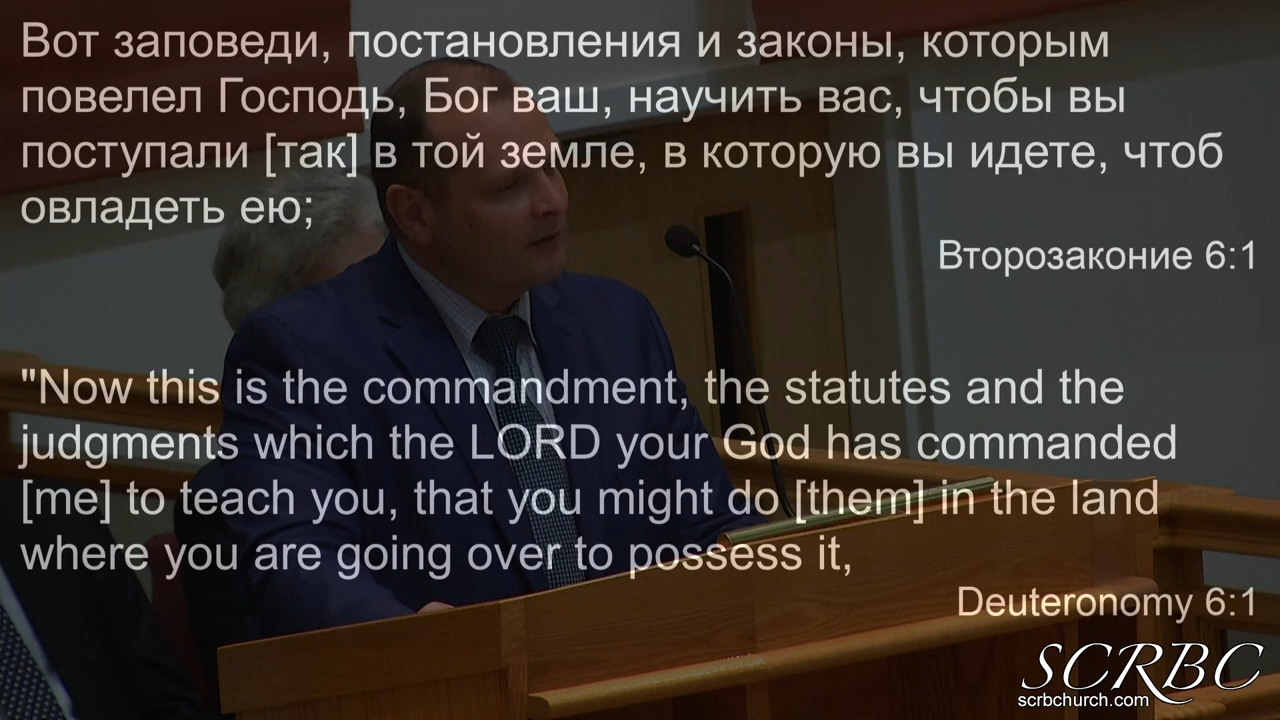 Вот заповеди, постановления и законы, которым
повелел Господь, Бог ваш, научить вас, чтобы вы
поступали [так] в той земле, в которую вы идете, чтоб
овладеть ею;
Второзаконие 6:1
"Now this is the commandment, the statutes and the
judgments which the LORD your God has commanded
[me] to teach you, that you might do [them] in the land
where you are going over to possess it,
Deuteronomy 6:1
SCRBC
scrbchurch.com